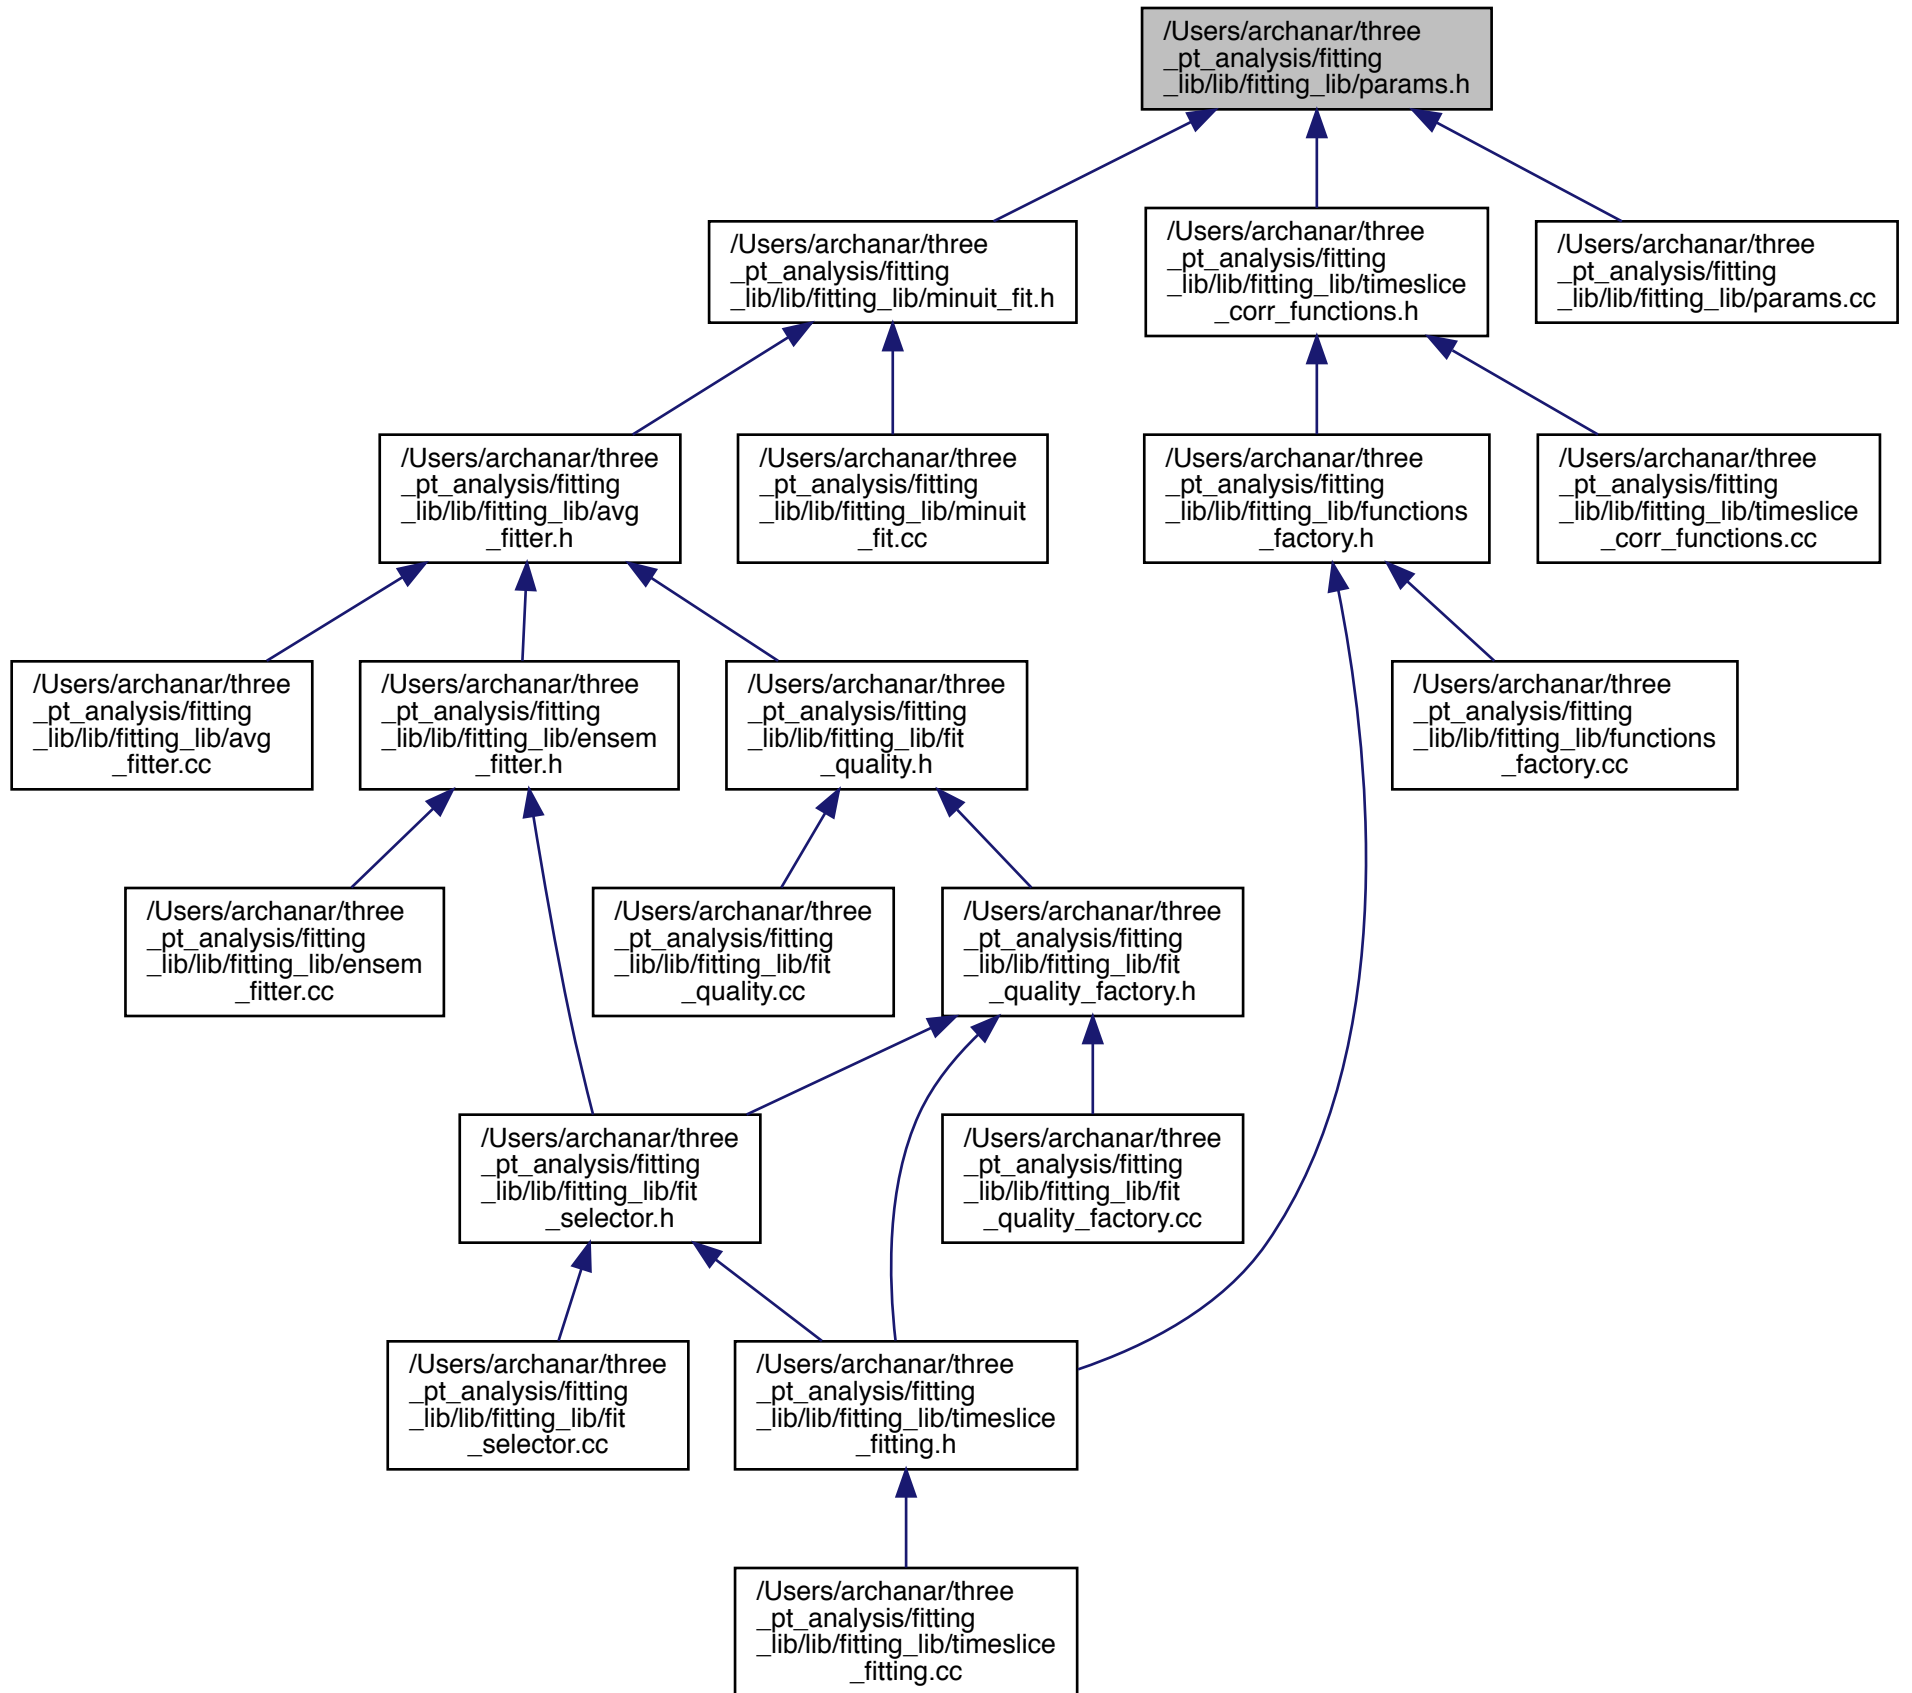 /Users/archanar/three
_pt_analysis/fitting
_lib/lib/fitting_lib/params.h
/Users/archanar/three
_pt_analysis/fitting
_lib/lib/fitting_lib/minuit_fit.h
/Users/archanar/three
_pt_analysis/fitting
_lib/lib/fitting_lib/timeslice
_corr_functions.h
/Users/archanar/three
_pt_analysis/fitting
_lib/lib/fitting_lib/params.cc
/Users/archanar/three
_pt_analysis/fitting
_lib/lib/fitting_lib/avg
_fitter.h
/Users/archanar/three
_pt_analysis/fitting
_lib/lib/fitting_lib/minuit
_fit.cc
/Users/archanar/three
_pt_analysis/fitting
_lib/lib/fitting_lib/functions
_factory.h
/Users/archanar/three
_pt_analysis/fitting
_lib/lib/fitting_lib/timeslice
_corr_functions.cc
/Users/archanar/three
_pt_analysis/fitting
_lib/lib/fitting_lib/avg
_fitter.cc
/Users/archanar/three
_pt_analysis/fitting
_lib/lib/fitting_lib/ensem
_fitter.h
/Users/archanar/three
_pt_analysis/fitting
_lib/lib/fitting_lib/fit
_quality.h
/Users/archanar/three
_pt_analysis/fitting
_lib/lib/fitting_lib/functions
_factory.cc
/Users/archanar/three
_pt_analysis/fitting
_lib/lib/fitting_lib/ensem
_fitter.cc
/Users/archanar/three
_pt_analysis/fitting
_lib/lib/fitting_lib/fit
_quality.cc
/Users/archanar/three
_pt_analysis/fitting
_lib/lib/fitting_lib/fit
_quality_factory.h
/Users/archanar/three
_pt_analysis/fitting
_lib/lib/fitting_lib/fit
_selector.h
/Users/archanar/three
_pt_analysis/fitting
_lib/lib/fitting_lib/fit
_quality_factory.cc
/Users/archanar/three
_pt_analysis/fitting
_lib/lib/fitting_lib/fit
_selector.cc
/Users/archanar/three
_pt_analysis/fitting
_lib/lib/fitting_lib/timeslice
_fitting.h
/Users/archanar/three
_pt_analysis/fitting
_lib/lib/fitting_lib/timeslice
_fitting.cc